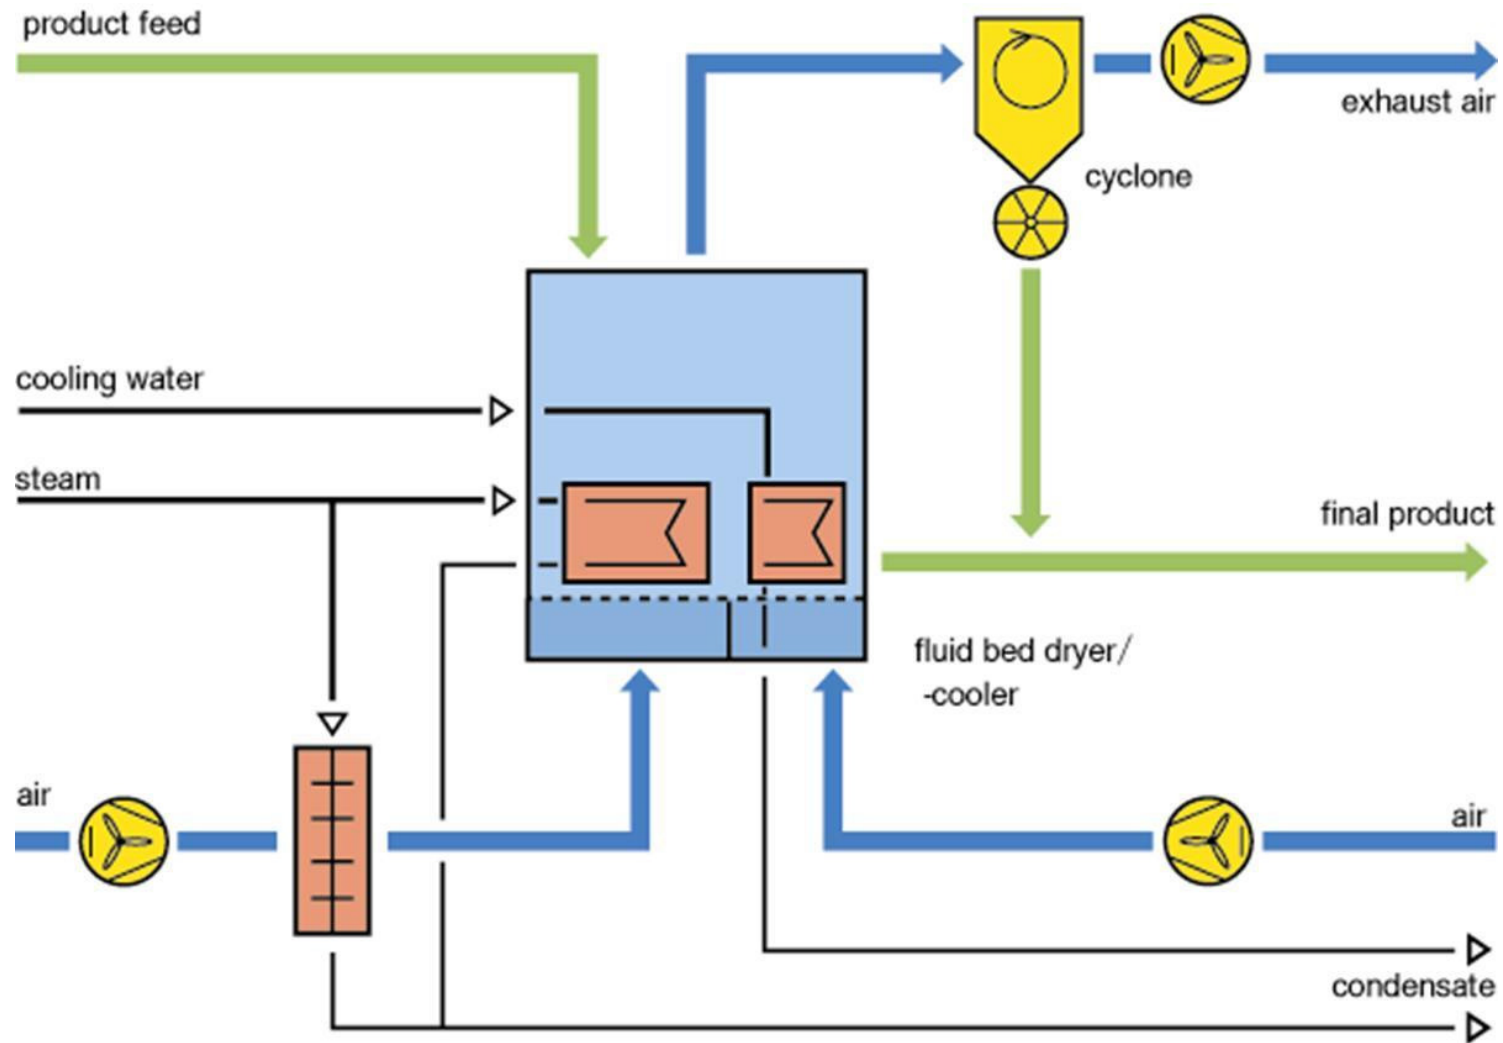 product feed
exhaust air
cyclone
cooling water
steam
final product
fluid bed dryer/
-cooler
air
air
condensate